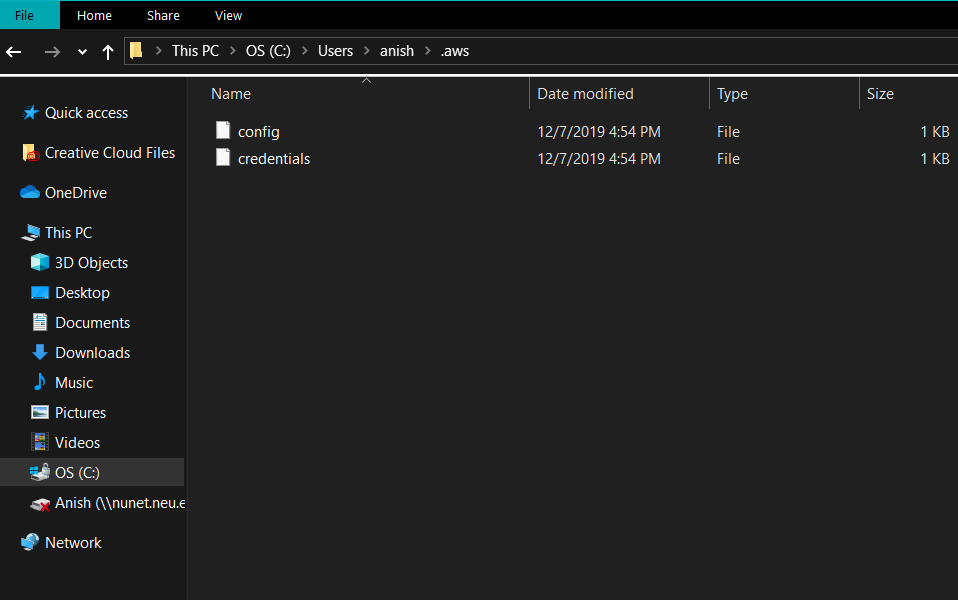 File Home Share View
This PC OS (C:) Users anish .aws
Name Date modified Type Size
config 12/7/2019 4:54 PM File 1 KB
credentials 12/7/2019 4:54 PM File 1 KB
Quick access
Creative Cloud Files
OneDrive
This PC
3D Objects
Desktop
Documents
Downloads
Music
Pictures
Videos
OS (C:)
Anish (\\nunet.neu.e
Network